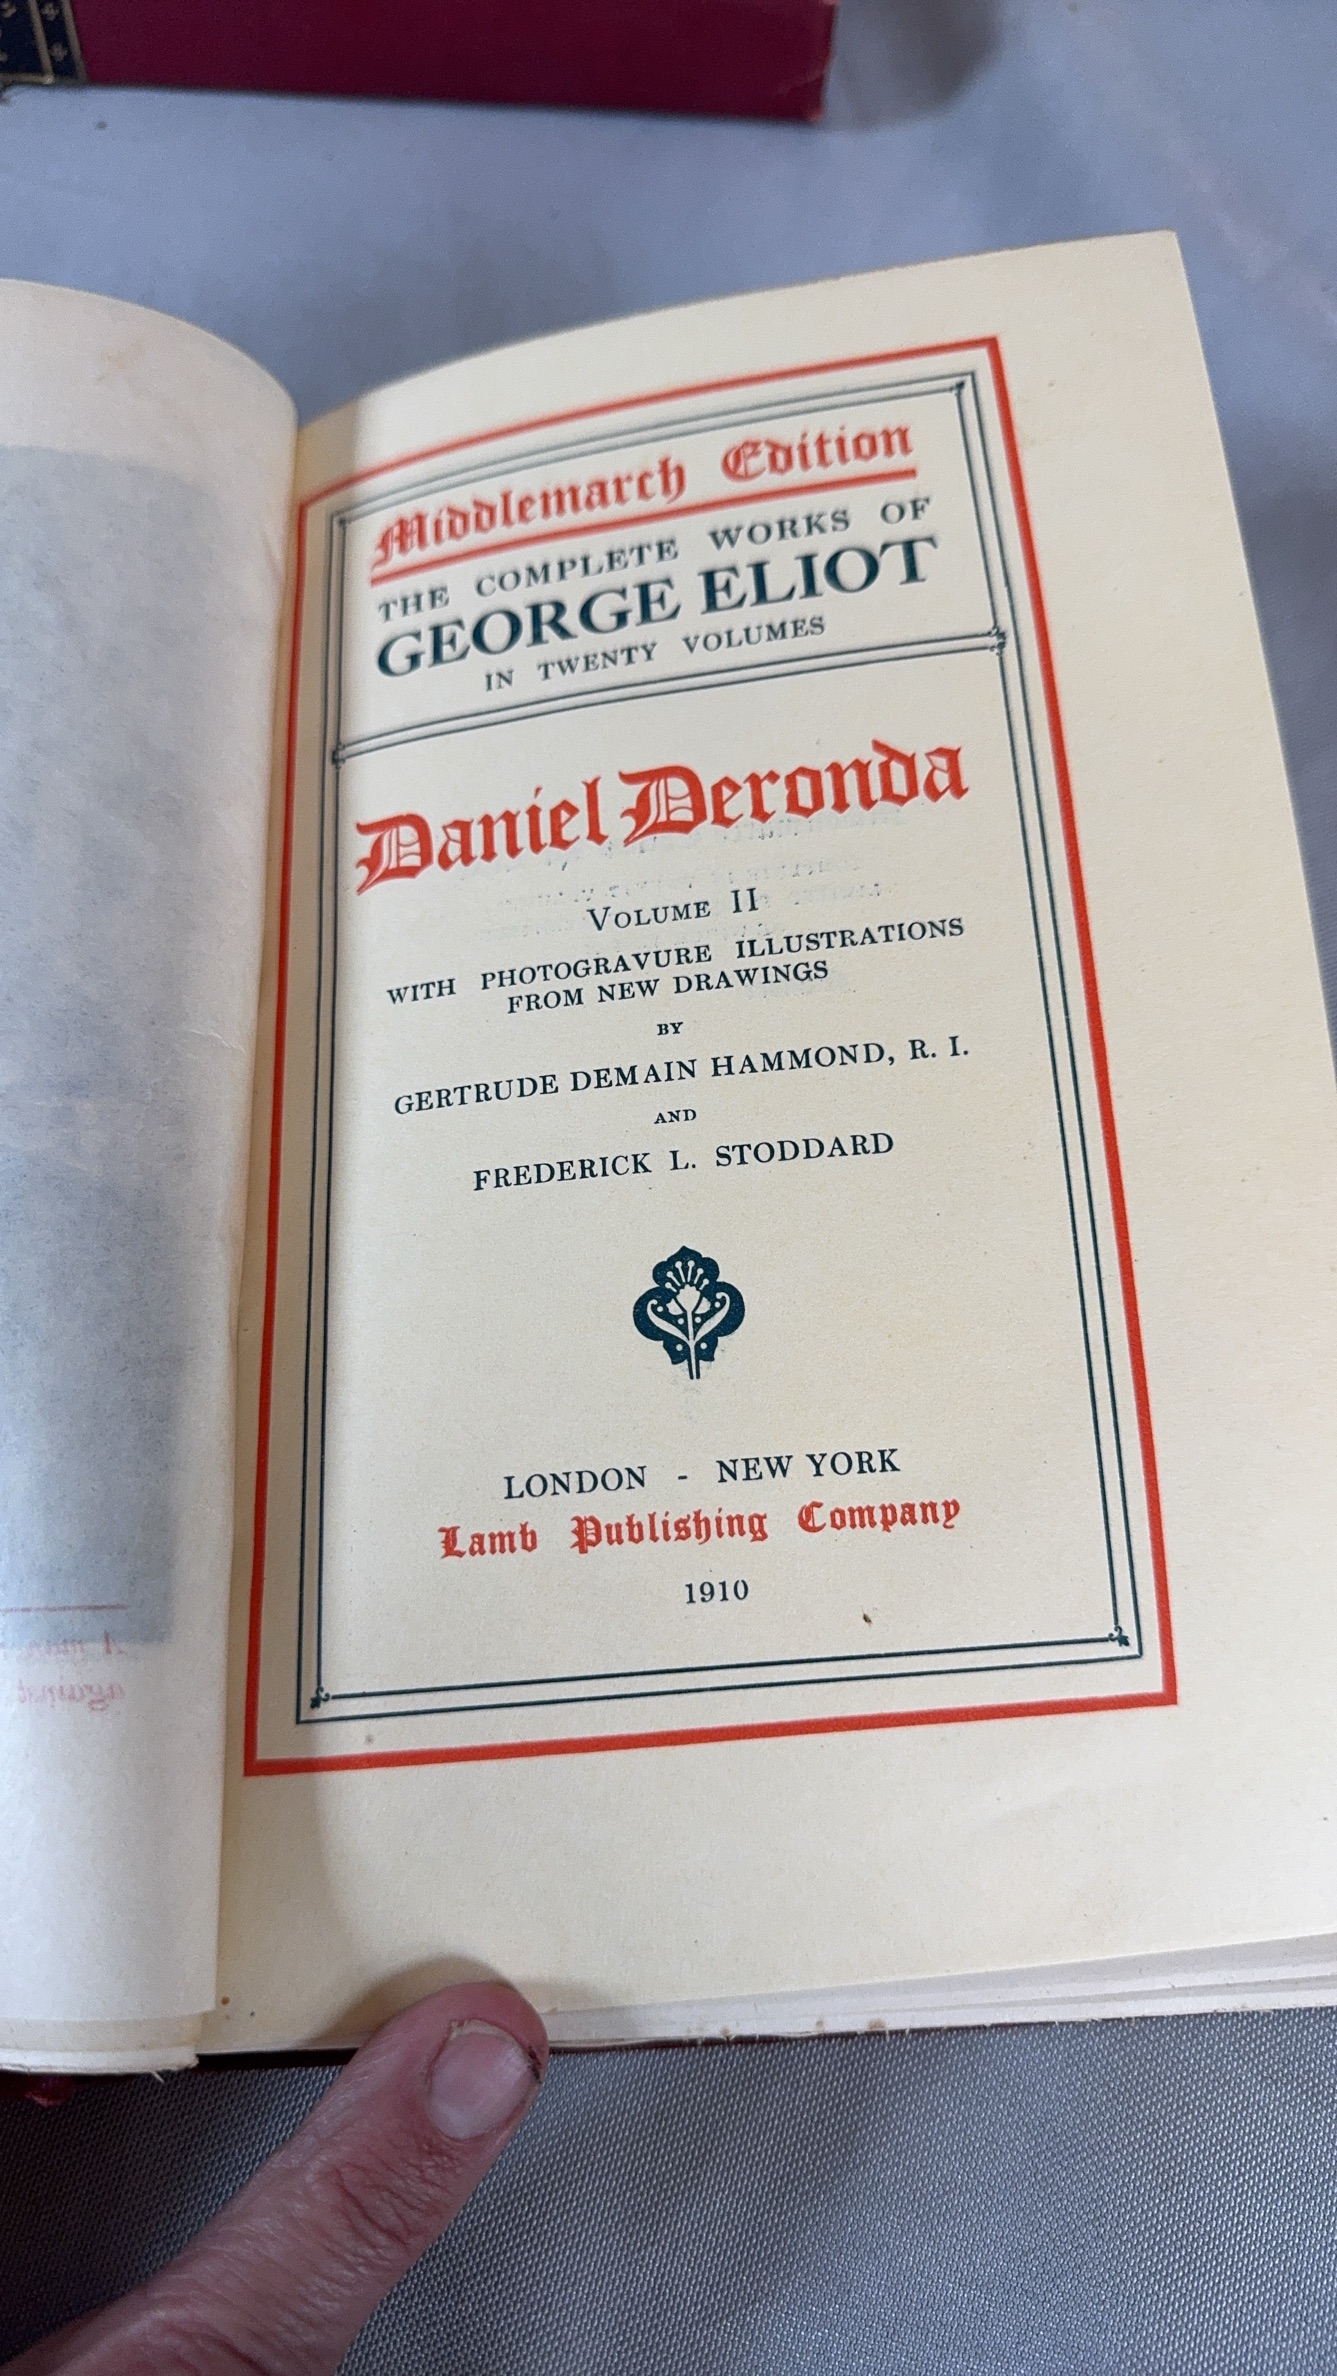 Middlemarch Edition
THE COMPLETE WORKS OF
GEORGE ELIOT
IN TWENTY VOLUMES
Daniel Deronda
VOLUME II
WITH PHOTOGRAVURE ILLUSTRATIONS
FROM NEW DRAWINGS
BY
GERTRUDE DEMAIN HAMMOND, R. I.
AND
FREDERICK L. STODDARD
LONDON - NEW YORK
Lamb Publishing Company
1910